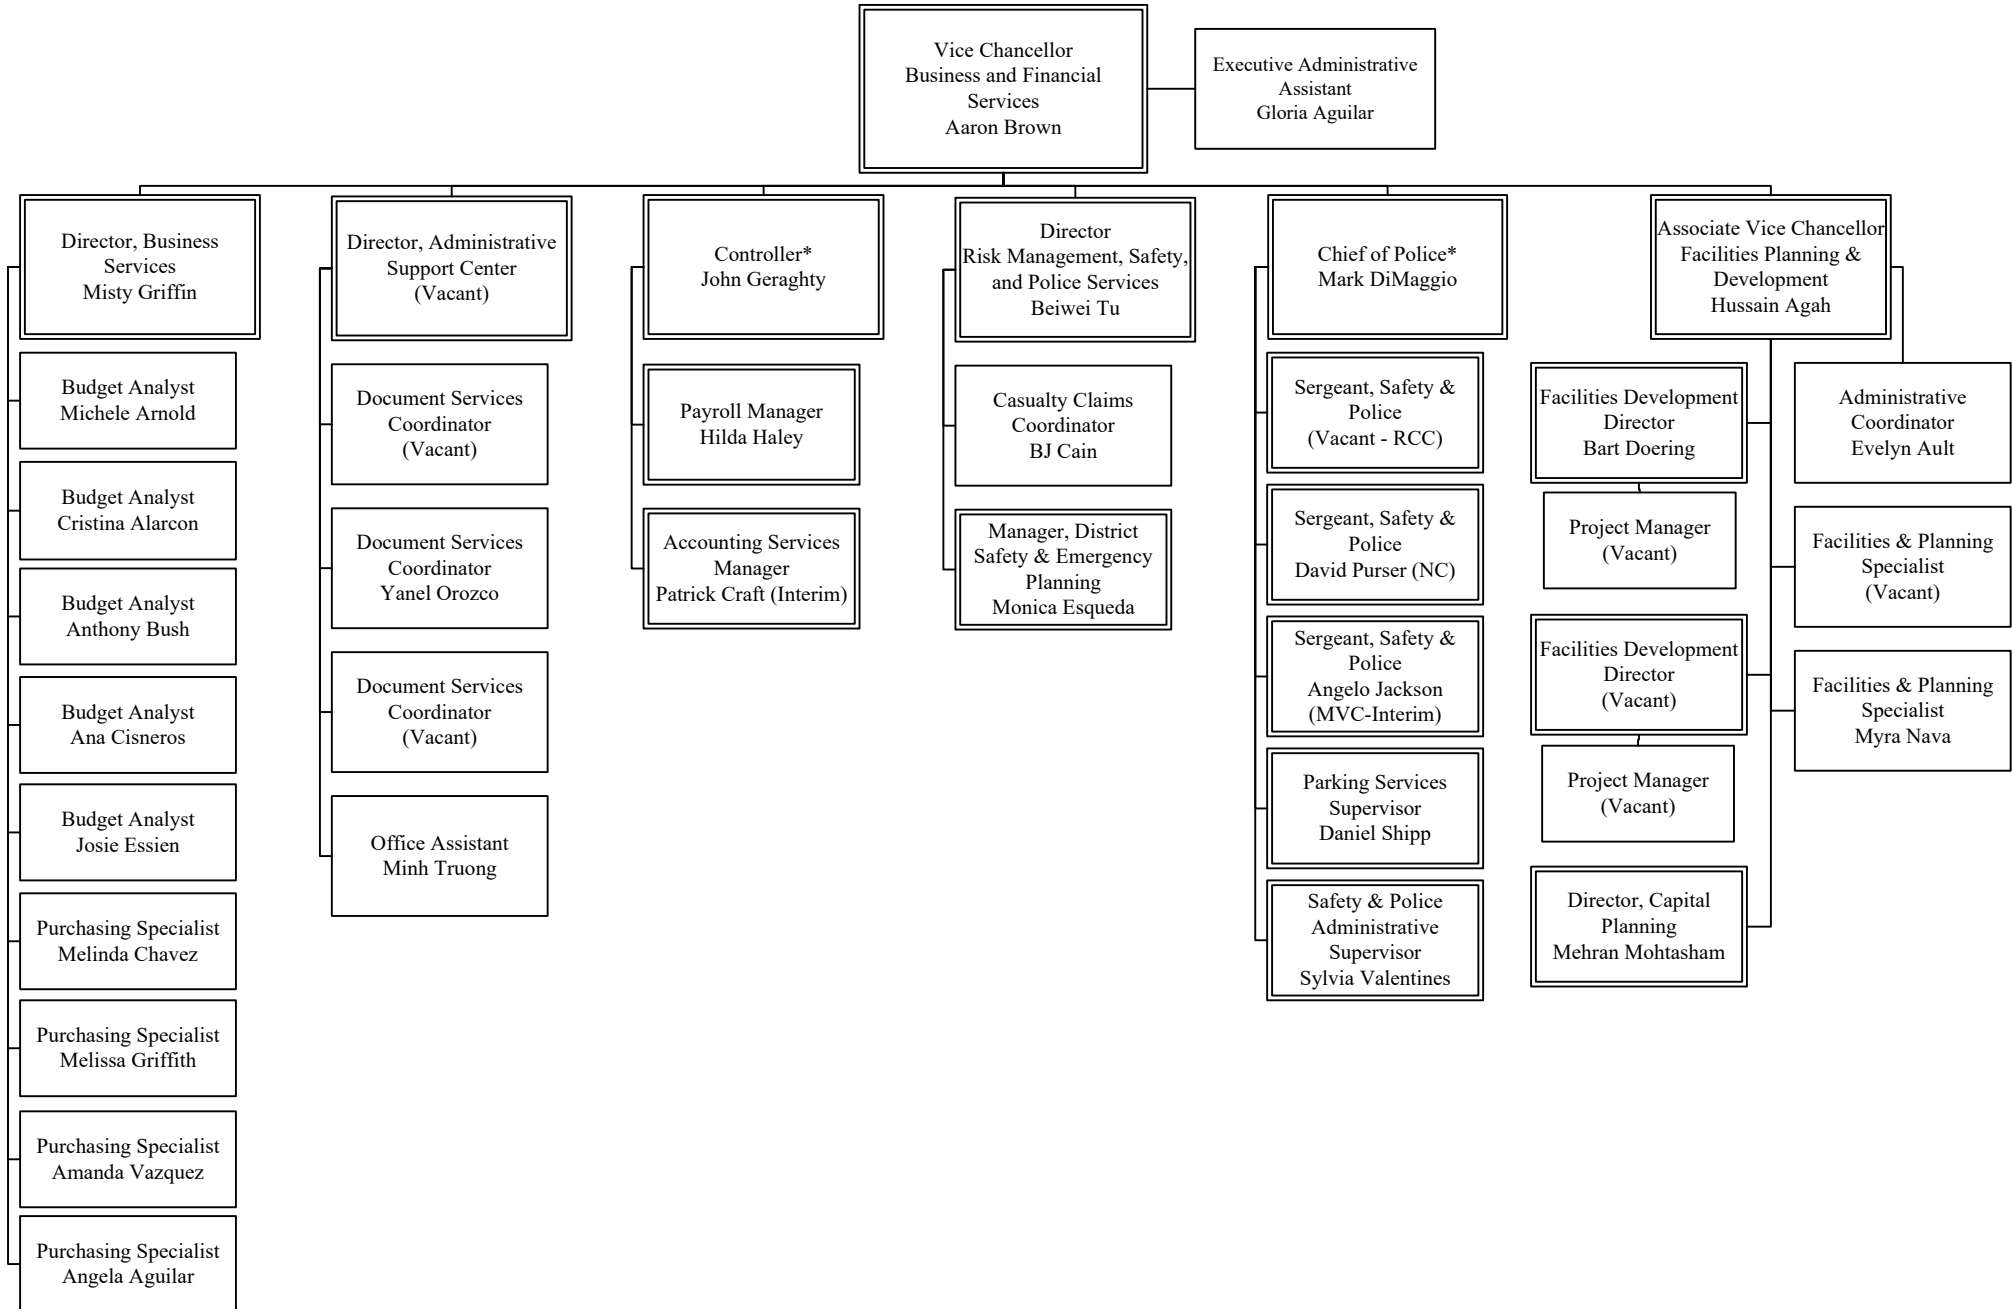 Vice Chancellor
Business and Financial
Services
Aaron Brown
Executive Administrative
Assistant
Gloria Aguilar
Director, Business
Services
Misty Griffin
Director, Administrative
Support Center
(Vacant)
Controller*
John Geraghty
Director
Risk Management, Safety,
and Police Services
Beiwei Tu
Chief of Police*
Mark DiMaggio
Associate Vice Chancellor
Facilities Planning &
Development
Hussain Agah
Budget Analyst
Michele Arnold
Budget Analyst
Cristina Alarcon
Budget Analyst
Anthony Bush
Budget Analyst
Ana Cisneros
Budget Analyst
Josie Essien
Purchasing Specialist
Melinda Chavez
Purchasing Specialist
Melissa Griffith
Purchasing Specialist
Amanda Vazquez
Purchasing Specialist
Angela Aguilar
Document Services
Coordinator
(Vacant)
Document Services
Coordinator
Yanel Orozco
Document Services
Coordinator
(Vacant)
Office Assistant
Minh Truong
Payroll Manager
Hilda Haley
Accounting Services
Manager
Patrick Craft (Interim)
Casualty Claims
Coordinator
BJ Cain
Manager, District
Safety & Emergency
Planning
Monica Esqueda
Sergeant, Safety &
Police
(Vacant - RCC)
Sergeant, Safety &
Police
David Purser (NC)
Sergeant, Safety &
Police
Angelo Jackson
(MVC-Interim)
Parking Services
Supervisor
Daniel Shipp
Safety & Police
Administrative
Supervisor
Sylvia Valentines
Facilities Development
Director
Bart Doering
Project Manager
(Vacant)
Facilities Development
Director
(Vacant)
Project Manager
(Vacant)
Director, Capital
Planning
Mehran Mohtasham
Administrative
Coordinator
Evelyn Ault
Facilities & Planning
Specialist
(Vacant)
Facilities & Planning
Specialist
Myra Nava